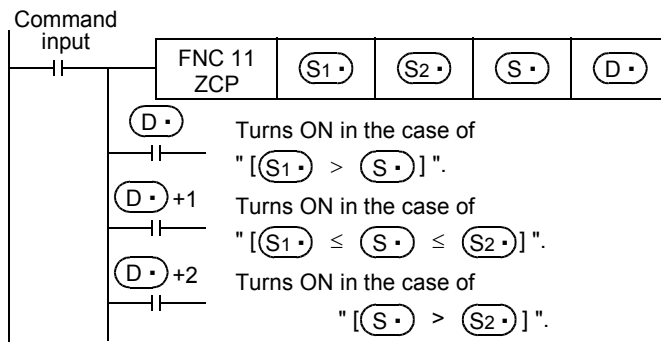 Command
input
FNC 11
ZCP
S1・
S2・
S・
D・
D・
Turns ON in the case of
" [S1・ > S・] ".
D・+1
Turns ON in the case of
" [S1・ ≤ S・ ≤ S2・] ".
D・+2
Turns ON in the case of
" [S・ > S2・] ".